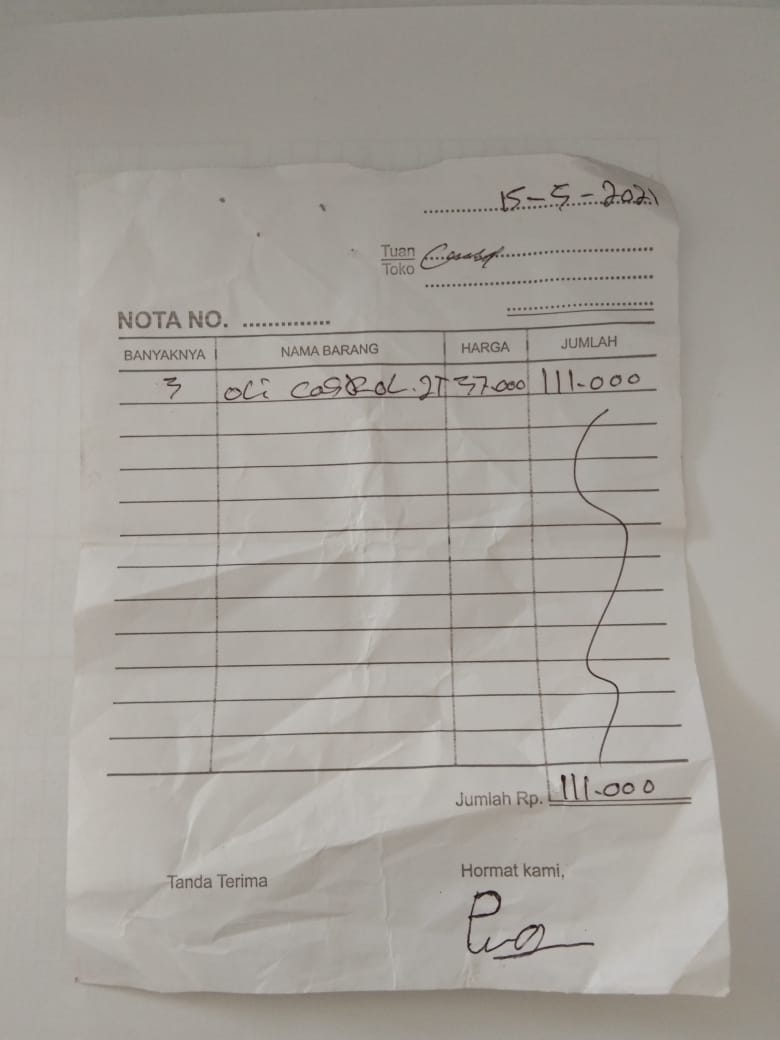 15-5-2021
Tuan
Toko
NOTA NO. ..............
BANYAKNYA NAMA BARANG HARGA JUMLAH
3 oli CASTROL.2T 37.000 111.000
Jumlah Rp. 111.000
Tanda Terima Hormat kami,